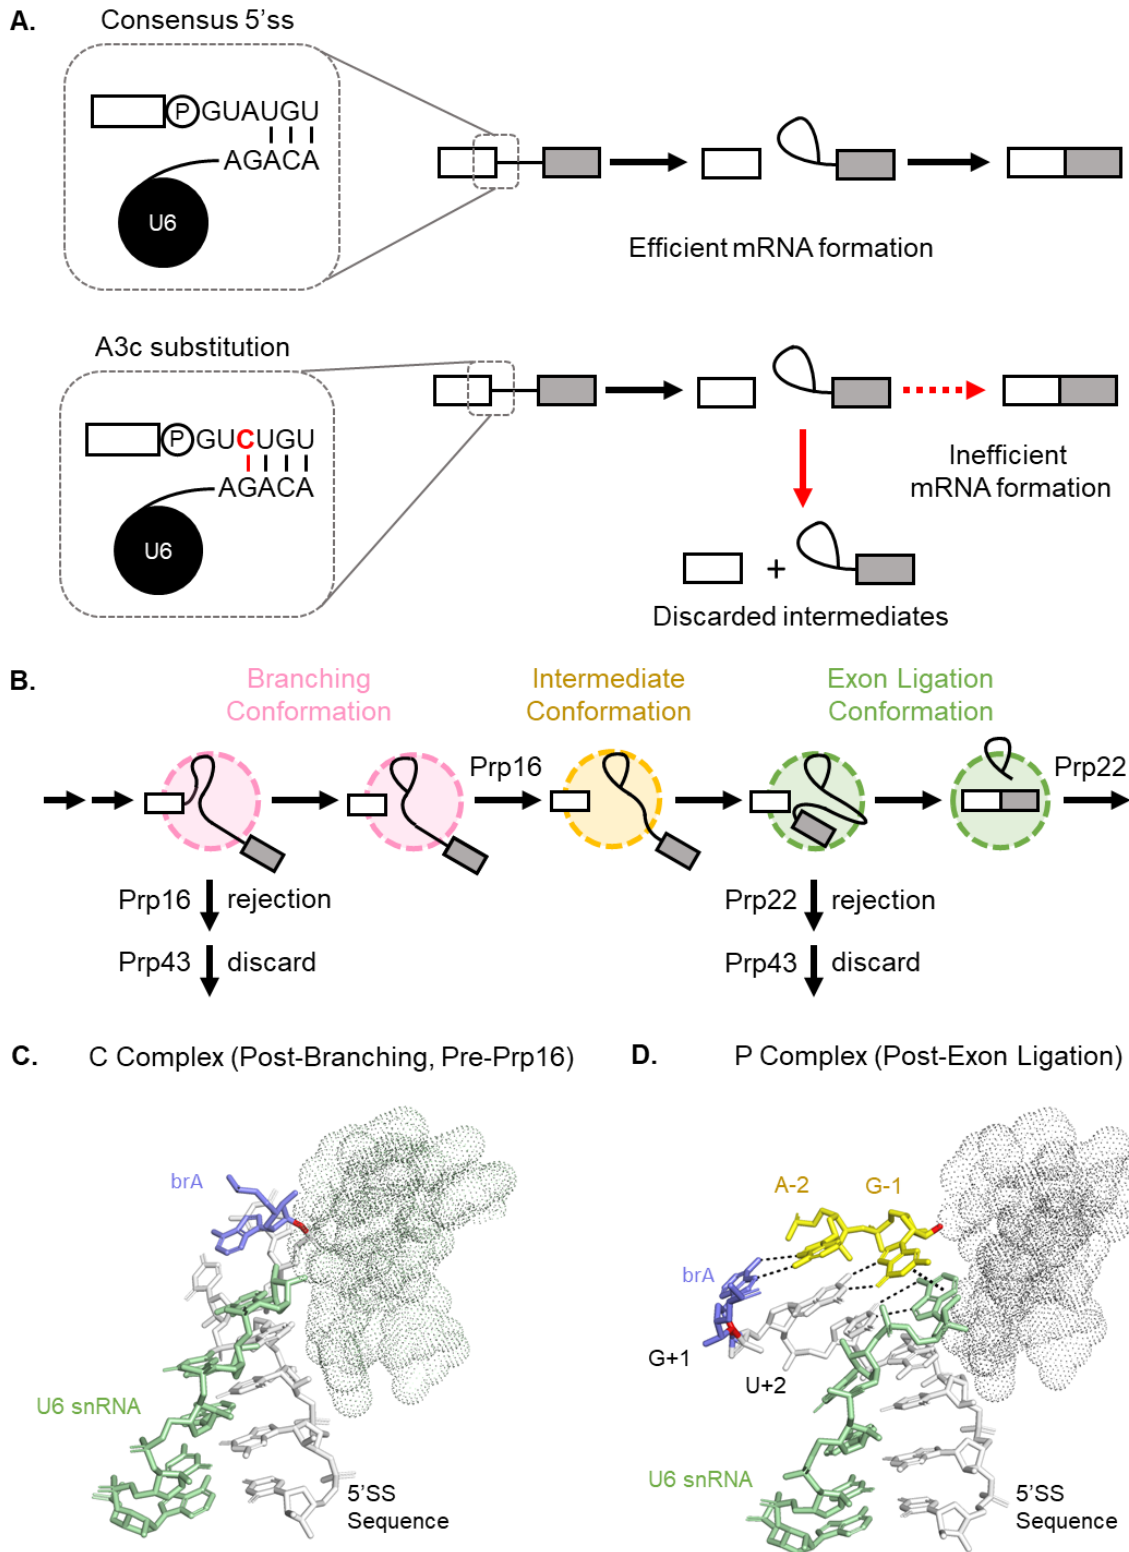 A.
Consensus 5'ss
P GUAUGU
AGACA
U6
Efficient mRNA formation
A3c substitution
P GUCUGU
AGACA
U6
Inefficient
mRNA formation
+
Discarded intermediates
B.
Branching
Conformation
Intermediate
Conformation
Exon Ligation
Conformation
Prp16
Prp22
Prp16 rejection
Prp43 discard
Prp22 rejection
Prp43 discard
C. C Complex (Post-Branching, Pre-Prp16)
brA
U6 snRNA
5'SS
Sequence
D. P Complex (Post-Exon Ligation)
A-2
G-1
brA
G+1
U+2
U6 snRNA
5'SS
Sequence